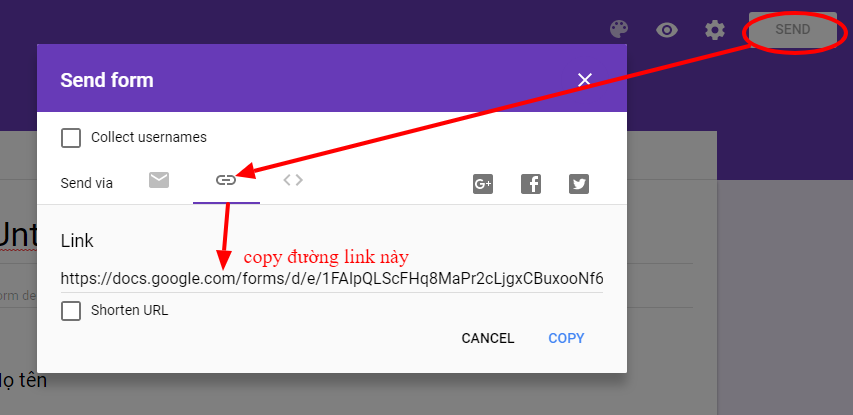 SEND
Send form
Collect usernames
Send via
G+
Unt
Link
copy đường link này
https://docs.google.com/forms/d/e/1FAIpQLScFHq8MaPr2cLjgxCBuxooNf6
orm de
Shorten URL
CANCEL COPY
Họ tên